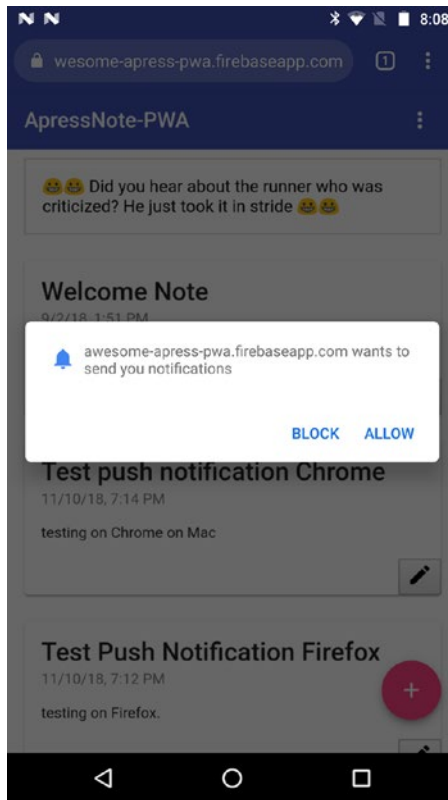 8:08
wesome-apress-pwa.firebaseapp.com
1
ApressNote-PWA
😂😂 Did you hear about the runner who was
criticized? He just took it in stride 😂😂
Welcome Note
9/2/18, 1:51 PM
awesome-apress-pwa.firebaseapp.com wants to
send you notifications
BLOCK ALLOW
Test push notification Chrome
11/10/18, 7:14 PM
testing on Chrome on Mac
Test Push Notification Firefox
11/10/18, 7:12 PM
+
testing on Firefox.